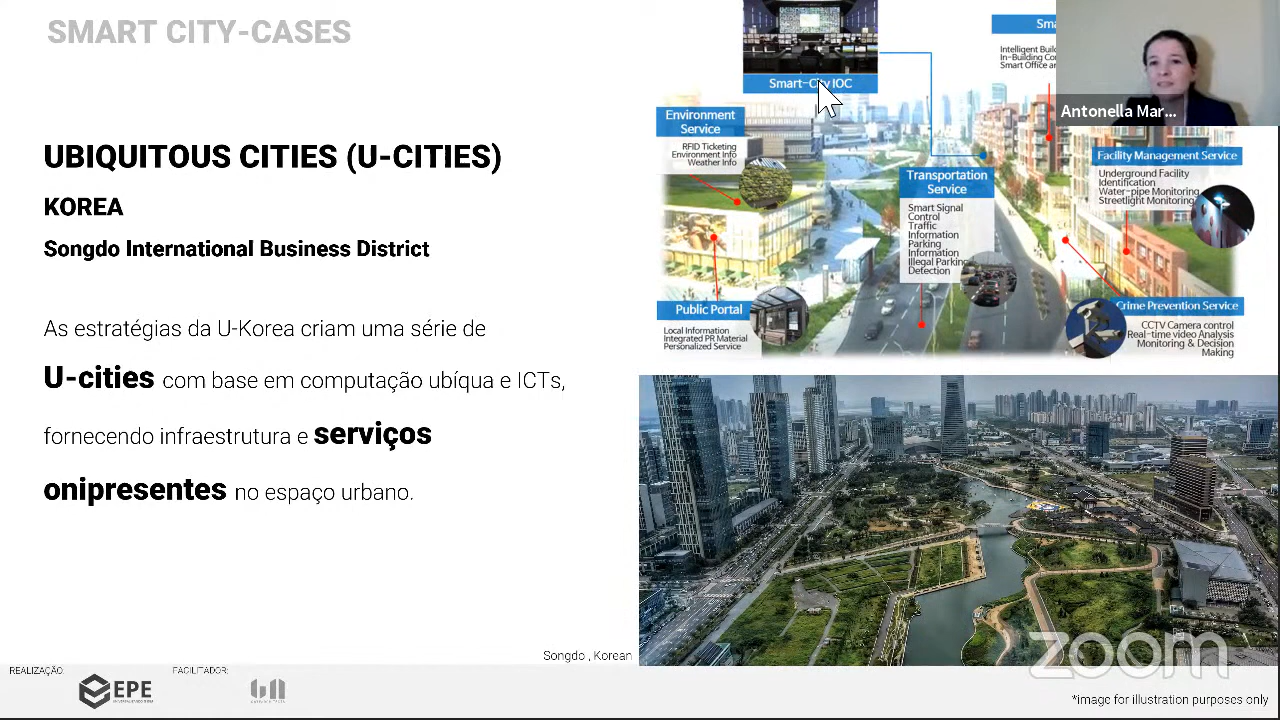 SMART CITY-CASES
UBIQUITOUS CITIES (U-CITIES)
KOREA
Songdo International Business District
As estratégias da U-Korea criam uma série de
U-cities com base em computação ubíqua e ICTs,
fornecendo infraestrutura e serviços
onipresentes no espaço urbano.
Smart-City IOC
Sma
Intelligent Buil
In-Building Co
Smart Office an
Antonella Mar...
Environment
Service
RFID Ticketing
Environment Info
Weather Info
Transportation
Service
Smart Signal
Control
Traffic
Information
Parking
Information
Illegal Parking
Detection
Facility Management Service
Underground Facility
Identification
Water-pipe Monitoring
Streetlight Monitoring
Public Portal
Local Information
Integrated PR Material
Personalized Service
Crime Prevention Service
CCTV Camera control
Real-time video Analysis
Monitoring & Decision
Making
zoom
Songdo , Korean
REALIZAÇÃO
EPE
FACILITADOR:
*image for illustration purposes only